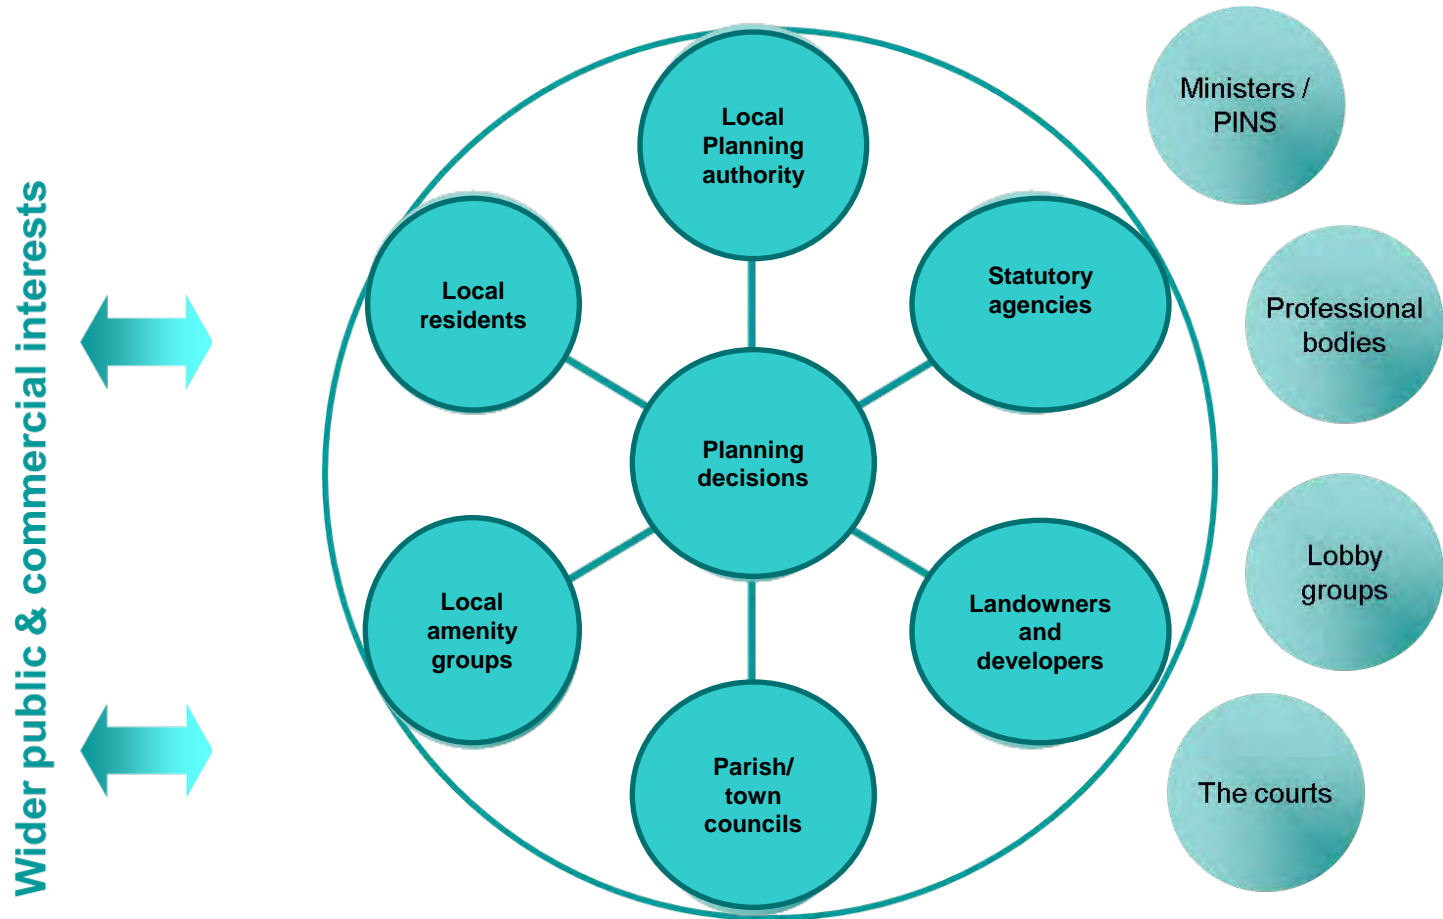 Wider public & commercial interests
Local
Planning
authority
Local
residents
Statutory
agencies
Planning
decisions
Local
amenity
groups
Landowners
and
developers
Parish/
town
councils
Ministers /
PINS
Professional
bodies
Lobby
groups
The courts